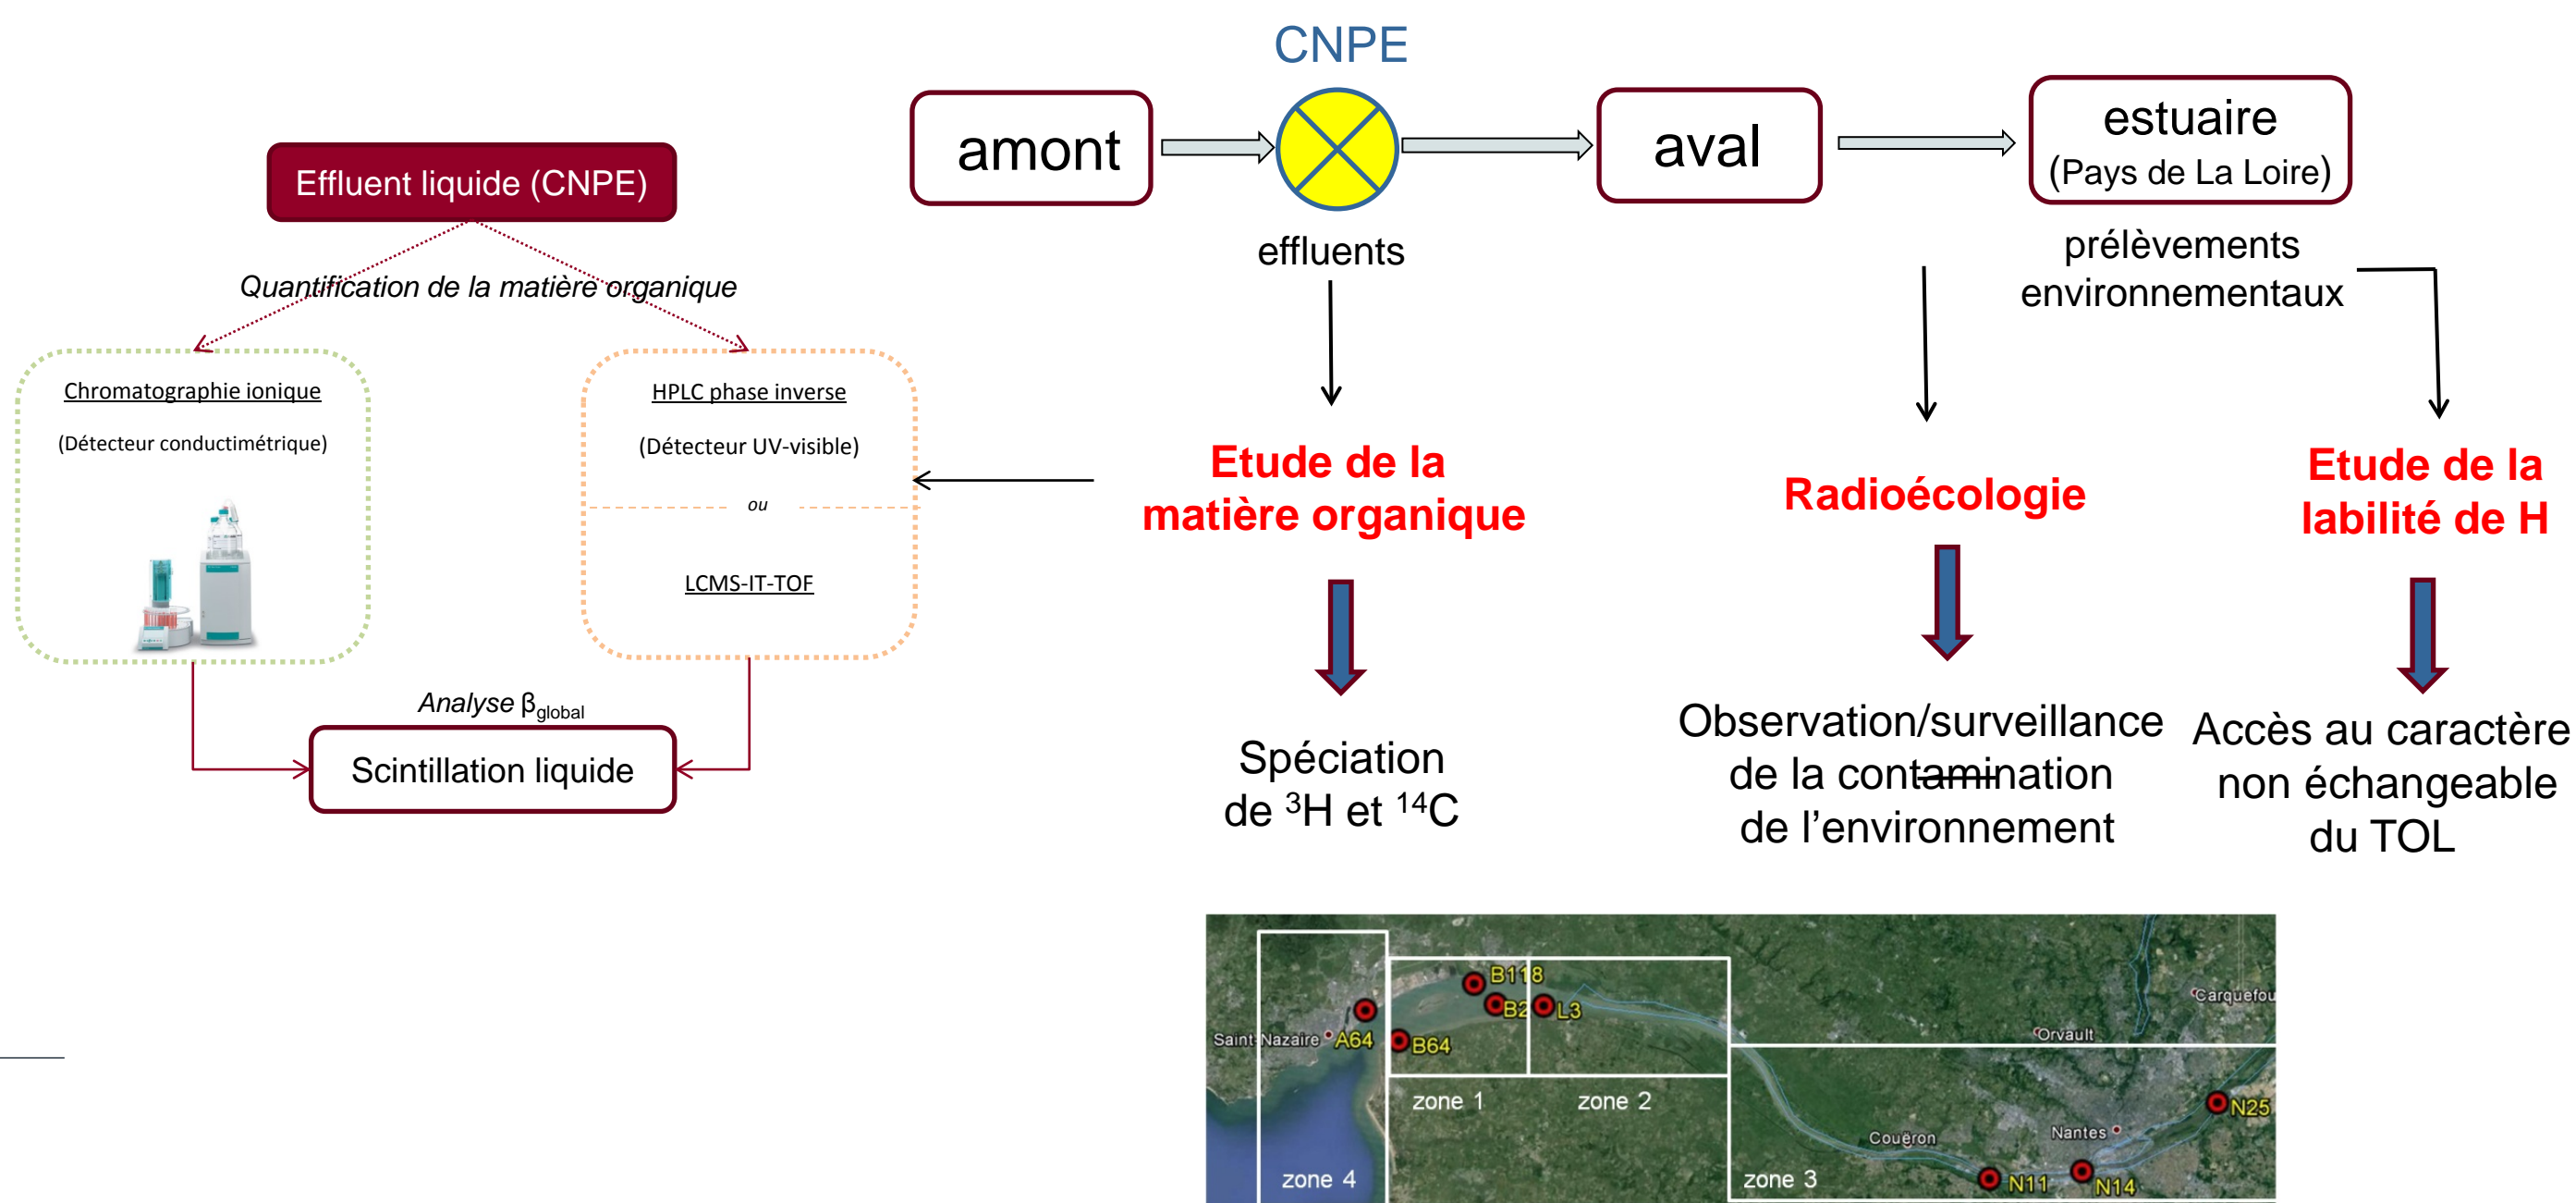 CNPE
amont
aval
estuaire
(Pays de La Loire)
effluents
prélèvements
environnementaux
Effluent liquide (CNPE)
Quantification de la matière organique
Chromatographie ionique
(Détecteur conductimétrique)
HPLC phase inverse
(Détecteur UV-visible)
ou
LCMS-IT-TOF
Analyse βglobal
Scintillation liquide
Etude de la
matière organique
Spéciation
de ³H et ¹⁴C
Radioécologie
Observation/surveillance
de la contamination
de l'environnement
Etude de la
labilité de H
Accès au caractère
non échangeable
du TOL
B118
B2
L3
Saint-Nazaire
A64
B64
Carquefou
Orvault
zone 1
zone 2
N25
Couëron
Nantes
zone 4
zone 3
N11
N14